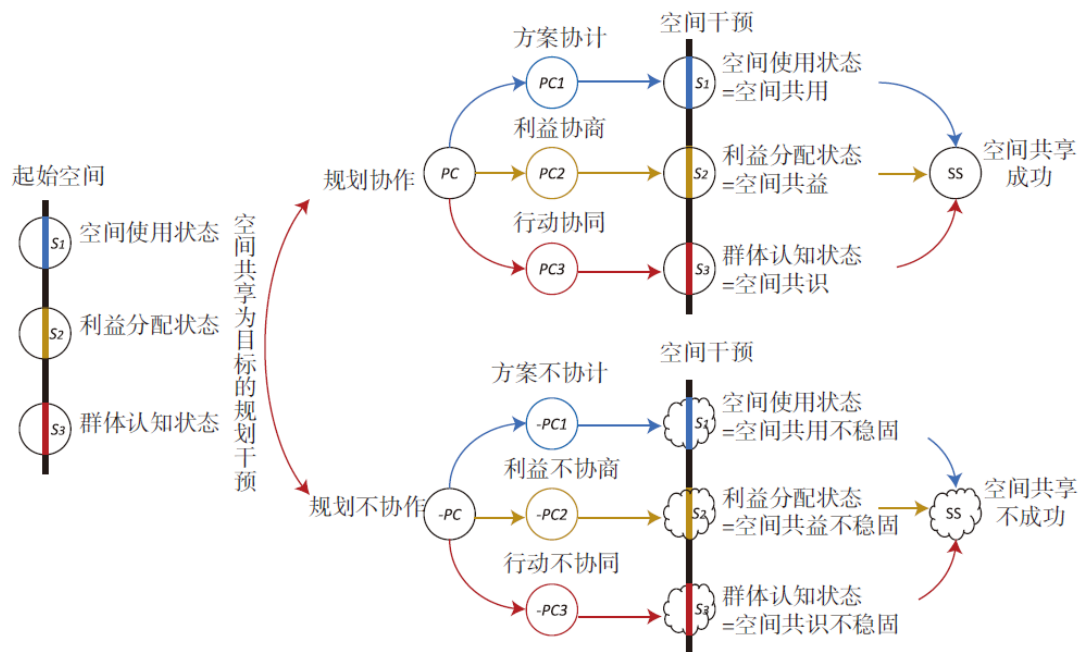 起始空间
S1
空间使用状态
S2
利益分配状态
S3
群体认知状态
空间共享为目标的规划干预
规划协作
PC
方案协计
PC1
利益协商
PC2
行动协同
PC3
空间干预
S1
空间使用状态
=空间共用
S2
利益分配状态
=空间共益
S3
群体认知状态
=空间共识
SS
空间共享
成功
规划不协作
-PC
方案不协计
-PC1
利益不协商
-PC2
行动不协同
-PC3
空间干预
S1
空间使用状态
=空间共用不稳固
S2
利益分配状态
=空间共益不稳固
S3
群体认知状态
=空间共识不稳固
SS
空间共享
不成功